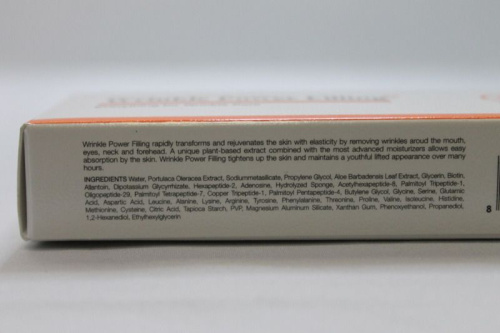 Wrinkle Power Filling
Wrinkle Power Filling rapidly transforms and rejuvenates the skin with elasticity by removing wrinkles aroud the mouth,
eyes, neck and forehead. A unique plant-based extract combined with the most advanced moisturizers allows easy
absorption by the skin. Wrinkle Power Filling tightens up the skin and maintains a youthful lifted apperance over many
hours.
INGREDIENTS Water, Portulaca Oleracea Extract, Sodiummetasilicate, Propylene Glycol, Aloe Barbadensis Leaf Extract, Glycerin, Biotin,
Allantoin, Dipotassium Glycyrrhizate, Hexapeptide-2, Adenosine, Hydrolyzed Sponge, Acetylhexapeptide-8, Palmitoyl Tripeptide-1,
Oligopeptide-29, Palmitoyl Tetrapeptide-7, Copper Tripeptide-1, Palmitoyl Pentapeptide-4, Butylene Glycol, Glycine, Serine, Glutamic
Acid, Aspartic Acid, Leucine, Alanine, Lysine, Arginine, Tyrosine, Phenylalanine, Threonine, Proline, Valine, Isoleucine, Histidine,
Methionine, Cysteine, Citric Acid, Tapioca Starch, PVP, Magnesium Aluminum Silicate, Xanthan Gum, Phenoxyethanol, Propanediol,
1,2-Hexanediol, Ethylhexylglycerin
8